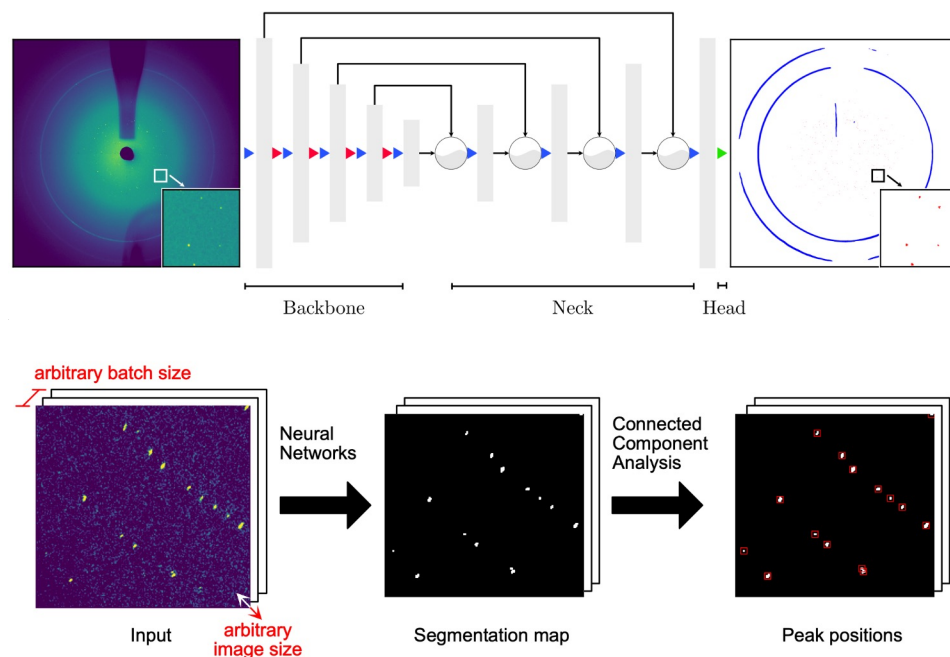 Backbone
Neck
Head
arbitrary batch size
Neural
Networks
Connected
Component
Analysis
Input
arbitrary
image size
Segmentation map
Peak positions